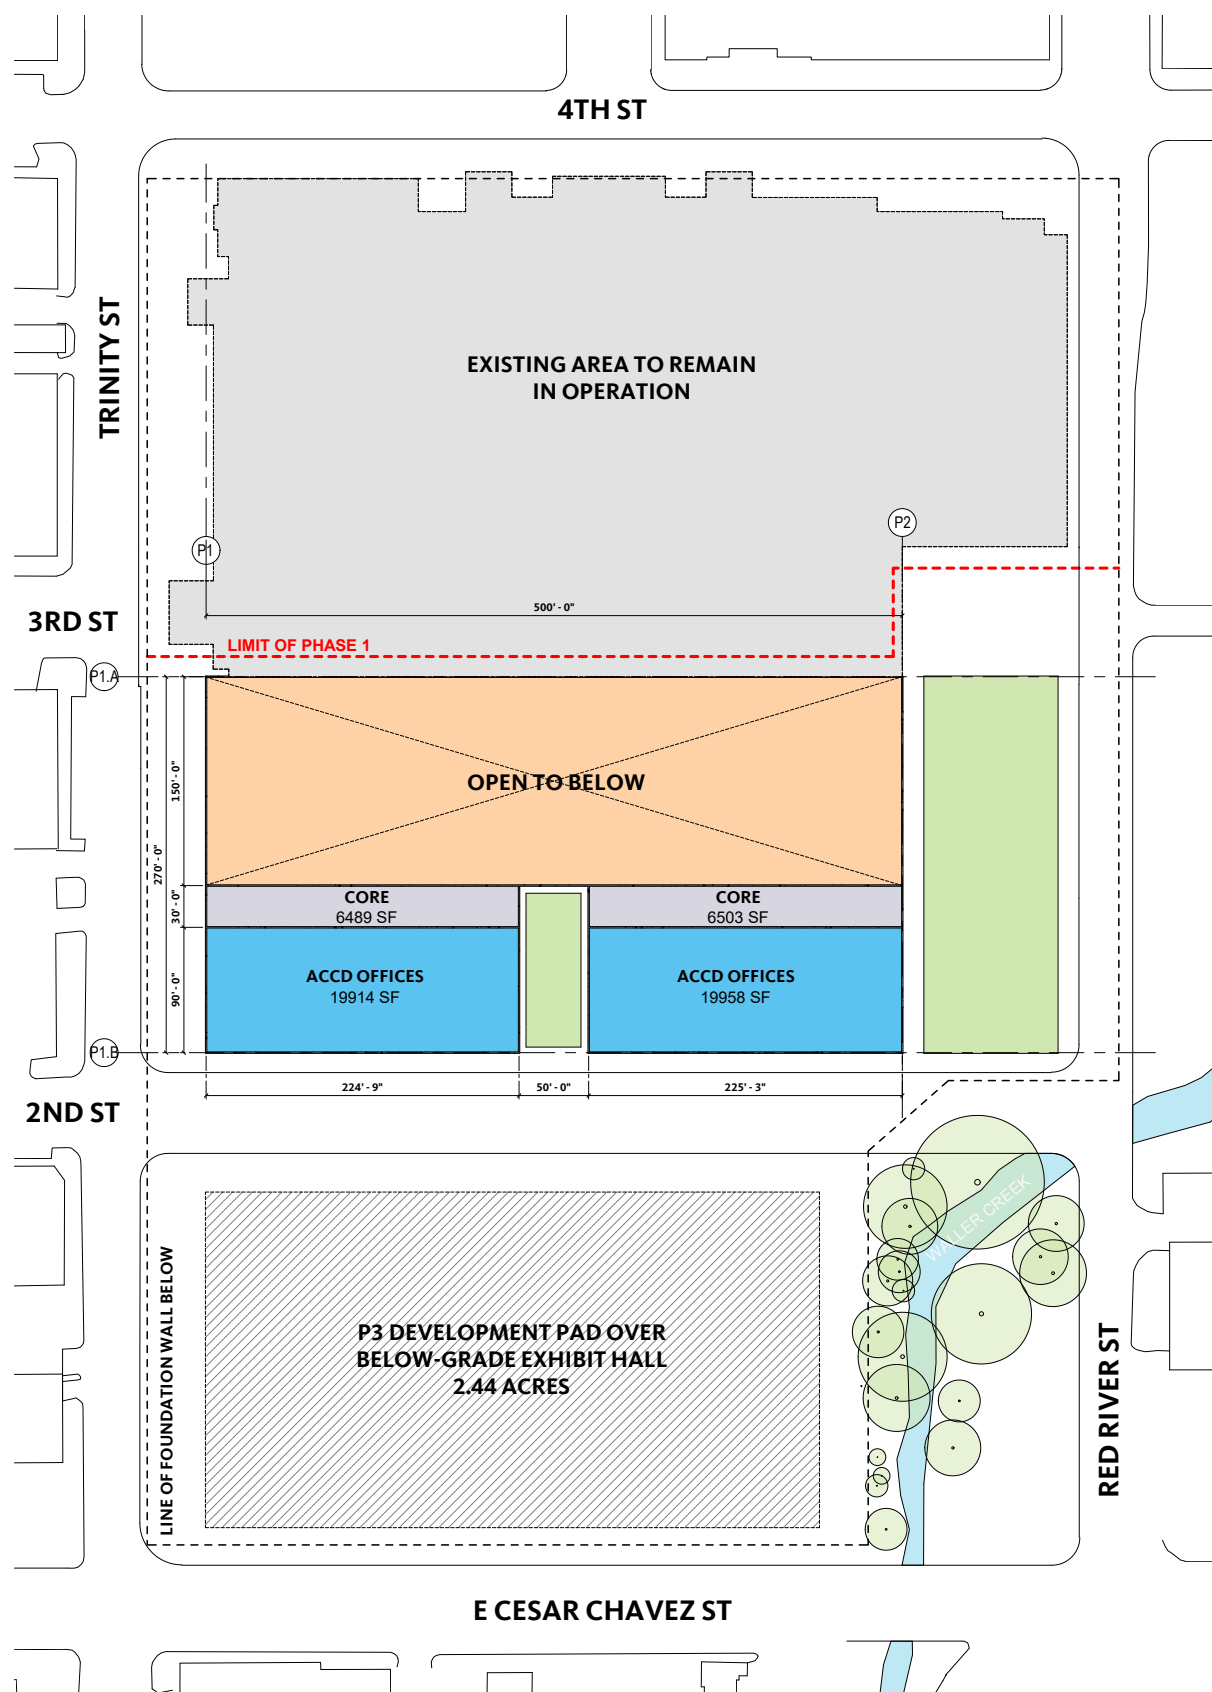 4TH ST
TRINITY ST
EXISTING AREA TO REMAIN
IN OPERATION
P1
P2
500' - 0"
3RD ST
LIMIT OF PHASE 1
P1.A
150' - 0"
OPEN TO BELOW
270' - 0"
30' - 0"
CORE
6489 SF
CORE
6503 SF
90' - 0"
ACCD OFFICES
19914 SF
ACCD OFFICES
19958 SF
P1.B
224' - 9"
50' - 0"
225' - 3"
2ND ST
WALLER CREEK
LINE OF FOUNDATION WALL BELOW
P3 DEVELOPMENT PAD OVER
BELOW-GRADE EXHIBIT HALL
2.44 ACRES
RED RIVER ST
E CESAR CHAVEZ ST